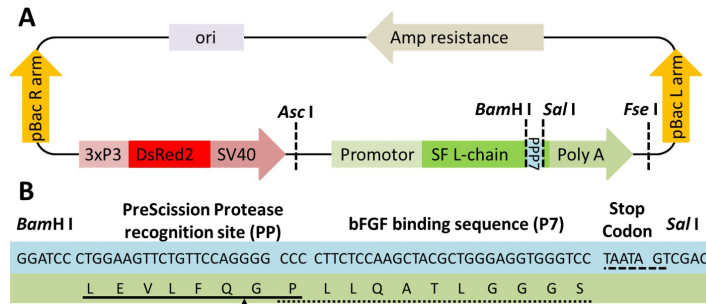 A
ori
Amp resistance
pBac R arm
pBac L arm
Asc I
BamH I
Sal I
Fse I
3xP3
DsRed2
SV40
Promotor
SF L-chain
PPP7
Poly A
B
BamH I
PreScission Protease
recognition site (PP)
bFGF binding sequence (P7)
Stop
Codon
Sal I
GGATCC CTGGAAGTTCTGTTCCAGGGG CCC CTTCTCCAAGCTACGCTGGGAGGTGGGTCC TAATA GTCGAC
L E V L F Q G P L L Q A T L G G G S